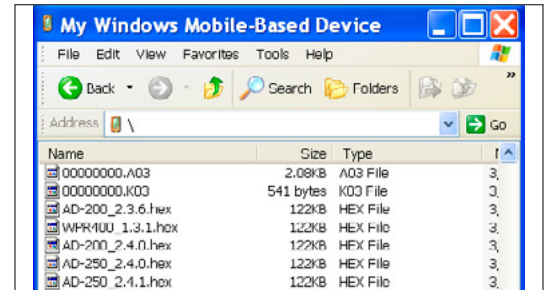 My Windows Mobile-Based Device
File Edit View Favorites Tools Help
Back Search Folders »
Address \ Go
Name Size Type
00000000.A03 2.08KB A03 File 3,
00000000.K03 541 bytes K03 File 3,
AD-200_2.3.6.hex 122KB HEX File 3,
WPR400_1.3.1.hex 122KB HEX File 3,
AD-200_2.4.0.hex 122KB HEX File 3,
AD-250_2.4.0.hex 122KB HEX File 3,
AD-250_2.4.1.hex 122KB HEX File 3,